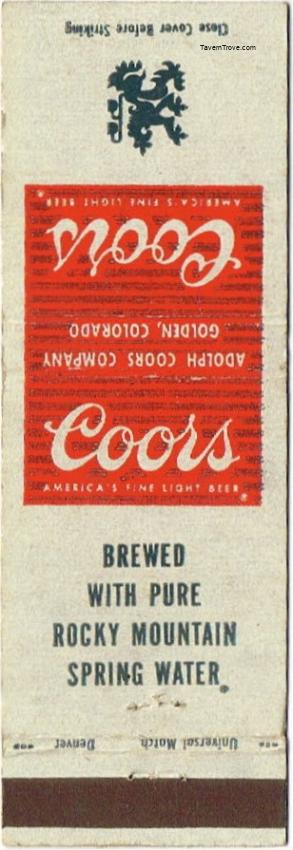 Close Cover Before Striking
TavernTrove.com
AMERICA'S FINE LIGHT BEER
Coors
®
GOLDEN, COLORADO
ADOLPH COORS COMPANY
Coors
AMERICA'S FINE LIGHT BEER
®
BREWED
WITH PURE
ROCKY MOUNTAIN
SPRING WATER®
Universal Match Denver